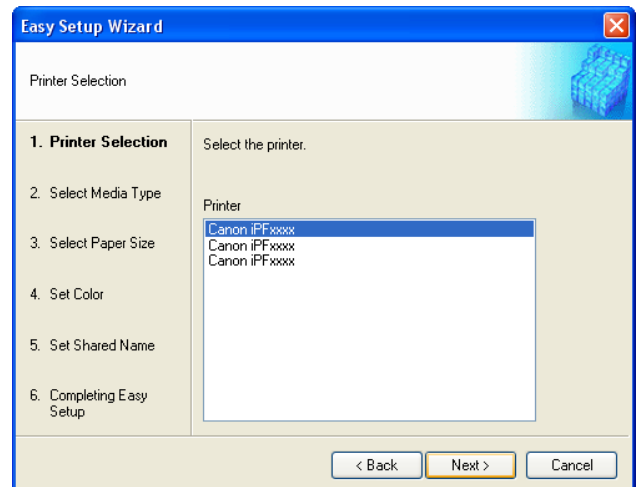 Easy Setup Wizard
Printer Selection
1. Printer Selection
2. Select Media Type
3. Select Paper Size
4. Set Color
5. Set Shared Name
6. Completing Easy
Setup
Select the printer.
Printer
Canon iPFxxxx
Canon iPFxxxx
Canon iPFxxxx
< Back
Next >
Cancel